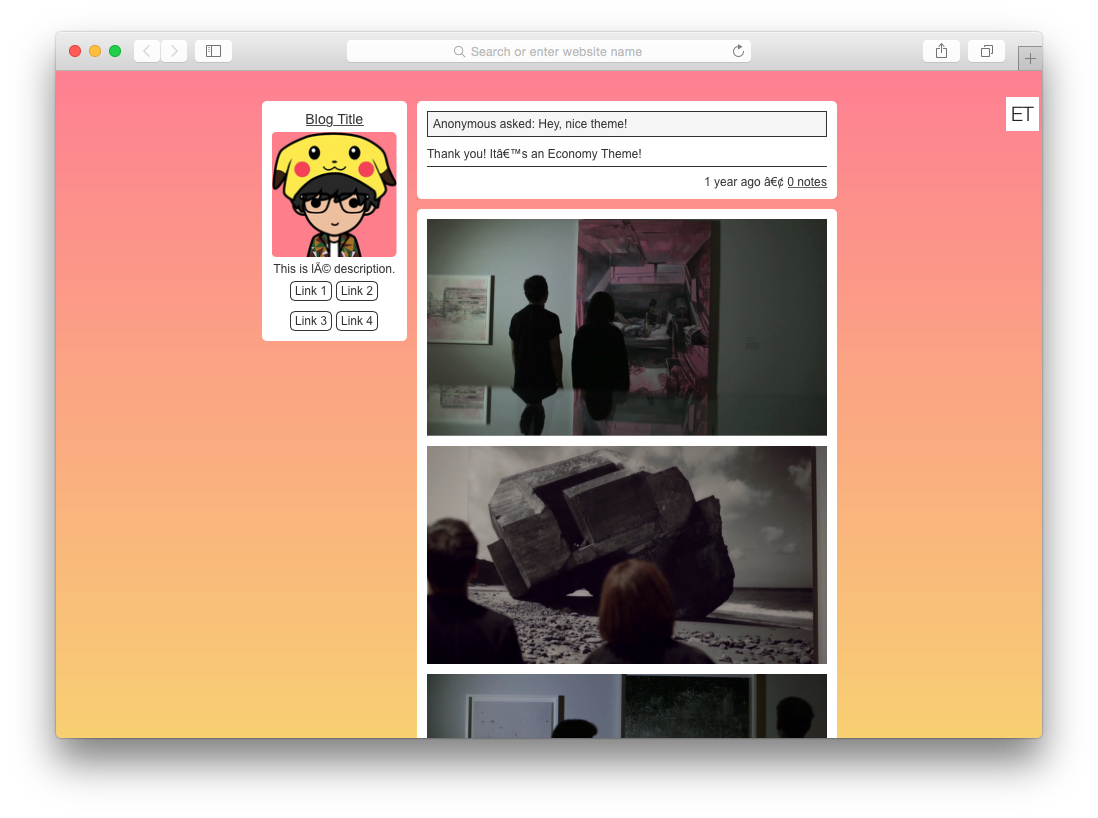 Search or enter website name
ET
Blog Title
This is lÃ© description.
Link 1 Link 2
Link 3 Link 4
Anonymous asked: Hey, nice theme!
Thank you! Itâ€™s an Economy Theme!
1 year ago â€¢ 0 notes